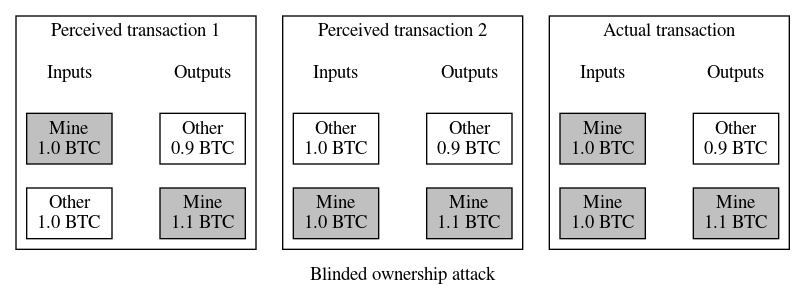 Perceived transaction 1
Inputs Outputs
Mine
1.0 BTC
Other
0.9 BTC
Other
1.0 BTC
Mine
1.1 BTC
Perceived transaction 2
Inputs Outputs
Other
1.0 BTC
Other
0.9 BTC
Mine
1.0 BTC
Mine
1.1 BTC
Actual transaction
Inputs Outputs
Mine
1.0 BTC
Other
0.9 BTC
Mine
1.0 BTC
Mine
1.1 BTC
Blinded ownership attack